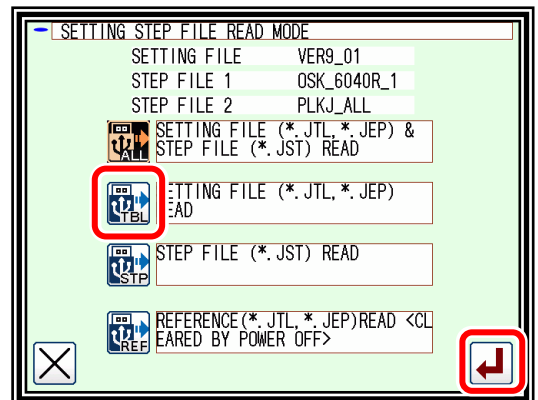 SETTING STEP FILE READ MODE
SETTING FILE VER9_01
STEP FILE 1 OSK_6040R_1
STEP FILE 2 PLKJ_ALL
ALL SETTING FILE (*.JTL,*.JEP) &
STEP FILE (*.JST) READ
TBL ETTING FILE (*.JTL,*.JEP)
EAD
STP STEP FILE (*.JST) READ
REF REFERENCE(*.JTL,*.JEP)READ <CL
EARED BY POWER OFF>